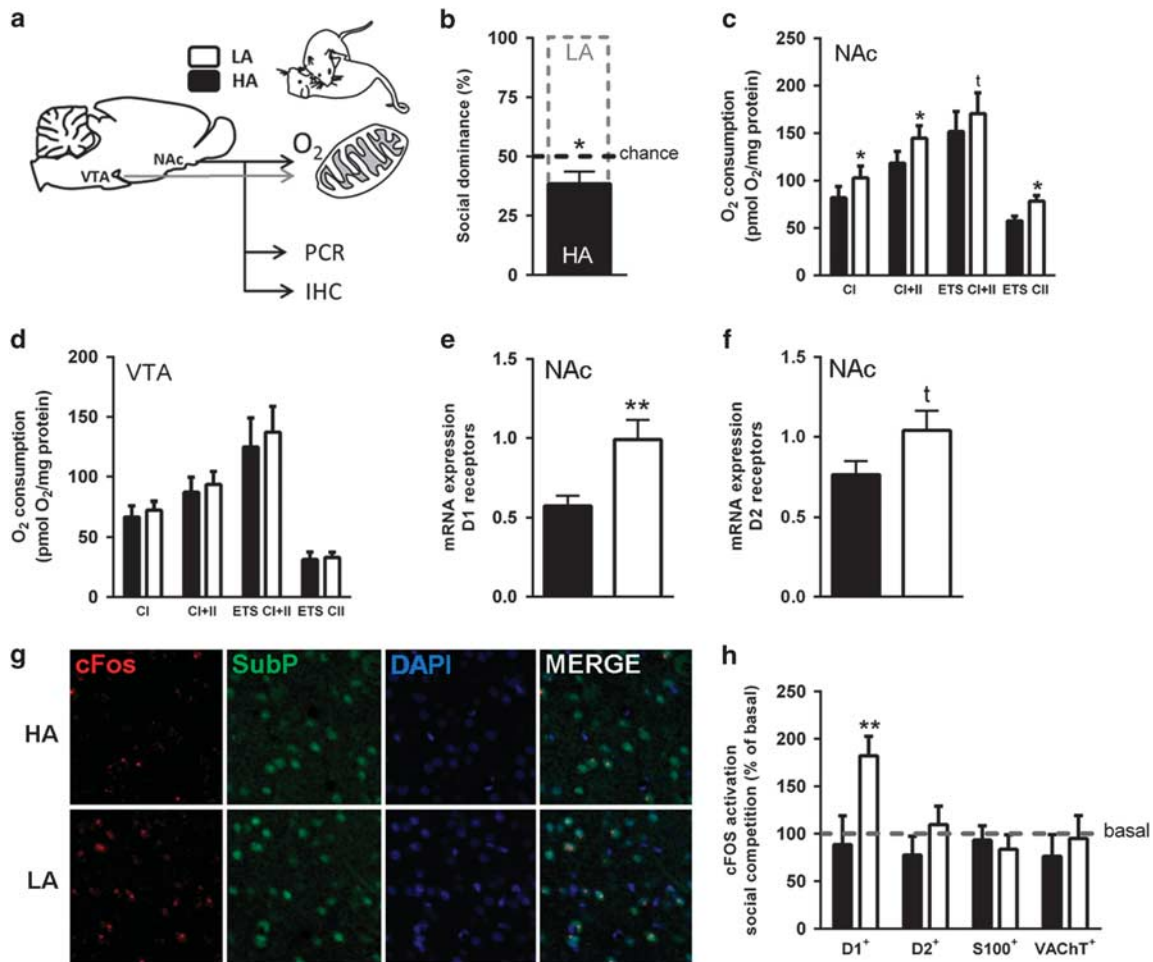 a
LA
HA
NAc
VTA
O2
PCR
IHC
b
Social dominance (%)
100
75
50
25
0
LA
*
chance
HA
c
NAc
O2 consumption
(pmol O2/mg protein)
250
200
150
100
50
0
*
*
t
*
CI
CI+II
ETS CI+II
ETS CII
d
VTA
O2 consumption
(pmol O2/mg protein)
200
150
100
50
0
CI
CI+II
ETS CI+II
ETS CII
e
NAc
mRNA expression
D1 receptors
1.5
1.0
0.5
0.0
**
f
NAc
mRNA expression
D2 receptors
1.5
1.0
0.5
0.0
t
g
cFos
SubP
DAPI
MERGE
HA
LA
h
cFOS activation
social competition (% of basal)
250
200
150
100
50
0
**
basal
D1+
D2+
S100+
VAChT+